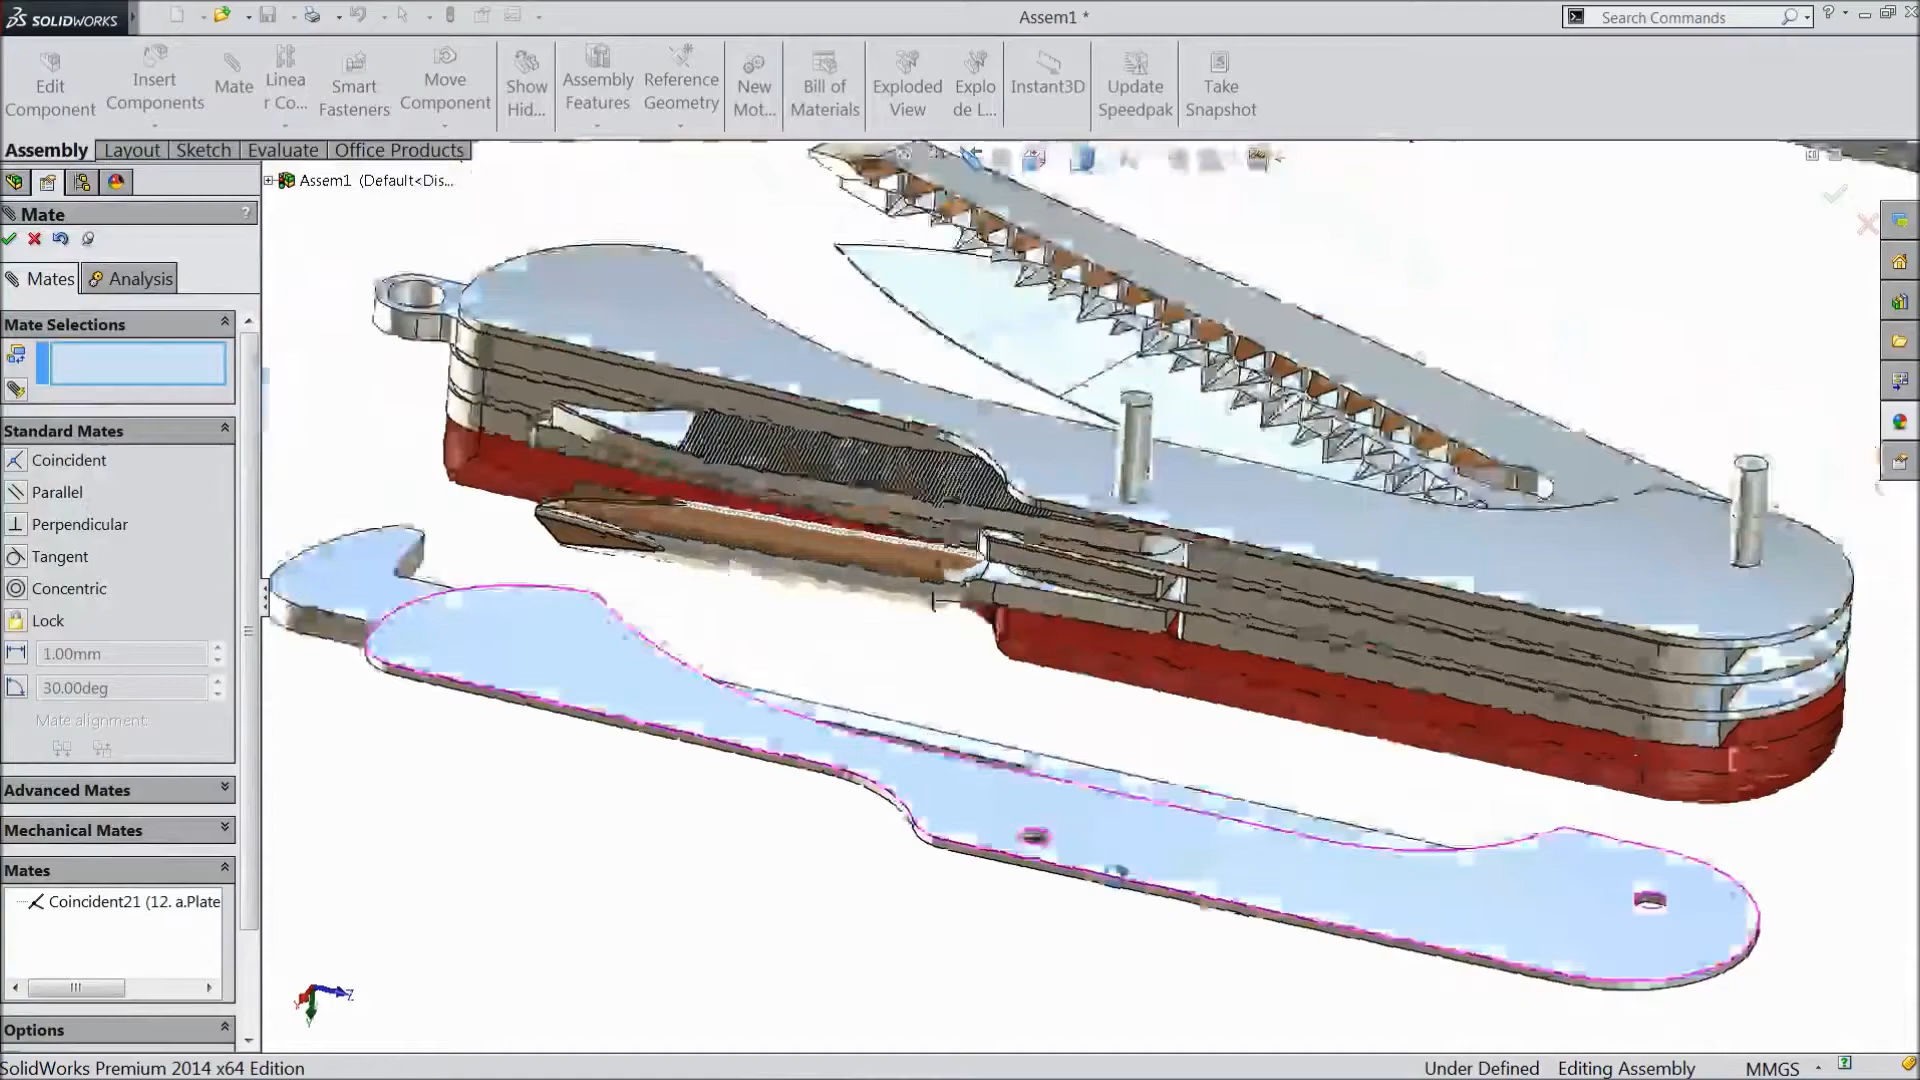 SOLIDWORKS
Assem1 *
Search Commands
Edit Component
Insert Components
Mate
Linea r Co...
Smart Fasteners
Move Component
Show Hid...
Assembly Features
Reference Geometry
New Mot...
Bill of Materials
Exploded View
Explo de L...
Instant3D
Update Speedpak
Take Snapshot
Assembly
Layout
Sketch
Evaluate
Office Products
Assem1 (Default<Dis...
Mate
?
Mates
Analysis
Mate Selections
Standard Mates
Coincident
Parallel
Perpendicular
Tangent
Concentric
Lock
1.00mm
30.00deg
Mate alignment:
Advanced Mates
Mechanical Mates
Mates
Coincident21 (12. a.Plate
Options
Z
Y
SolidWorks Premium 2014 x64 Edition
Under Defined
Editing Assembly
MMGS